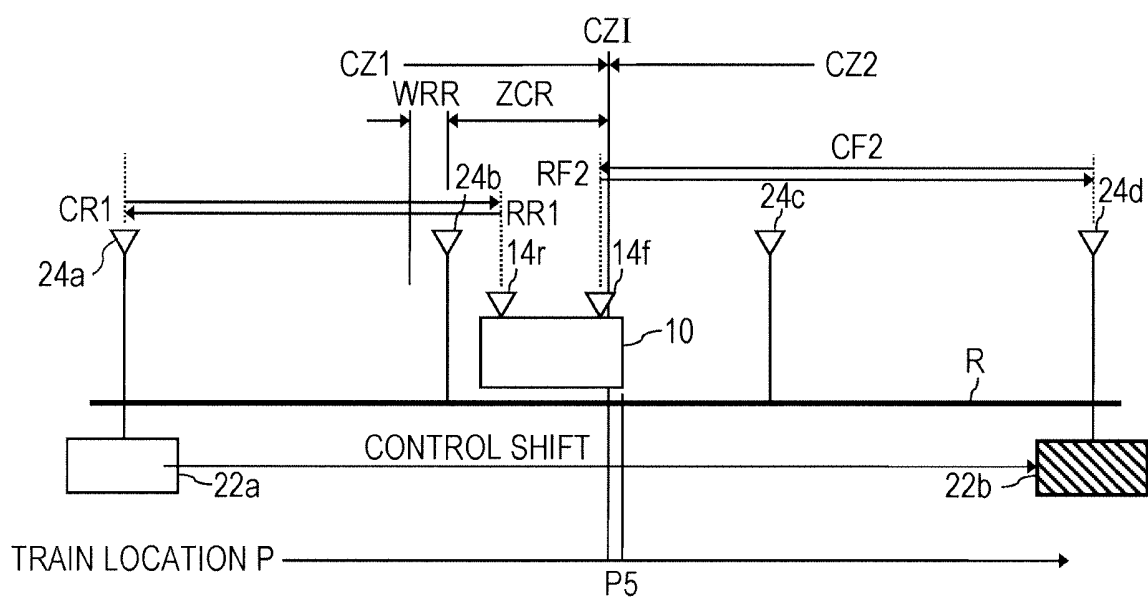 CZI
CZ1 CZ2
WRR ZCR
CF2
RF2
24b 24c 24d
CR1 RR1
24a 14r 14f
10
R
CONTROL SHIFT
22a 22b
TRAIN LOCATION P
P5